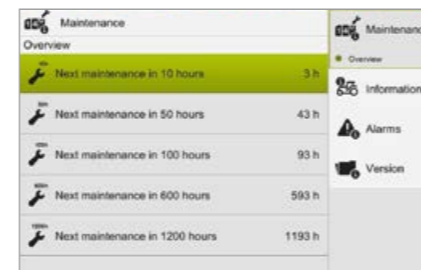 Maintenance
Overview
Next maintenance in 10 hours 3 h
Next maintenance in 50 hours 43 h
Next maintenance in 100 hours 93 h
Next maintenance in 600 hours 593 h
Next maintenance in 1200 hours 1193 h
Maintenanc
Overview
Information
Alarms
Version